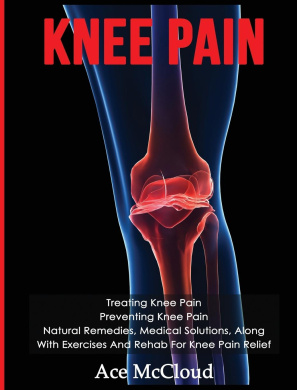 KNEE PAIN
Treating Knee Pain
Preventing Knee Pain
Natural Remedies, Medical Solutions, Along
With Exercises And Rehab For Knee Pain Relief
Ace McCloud